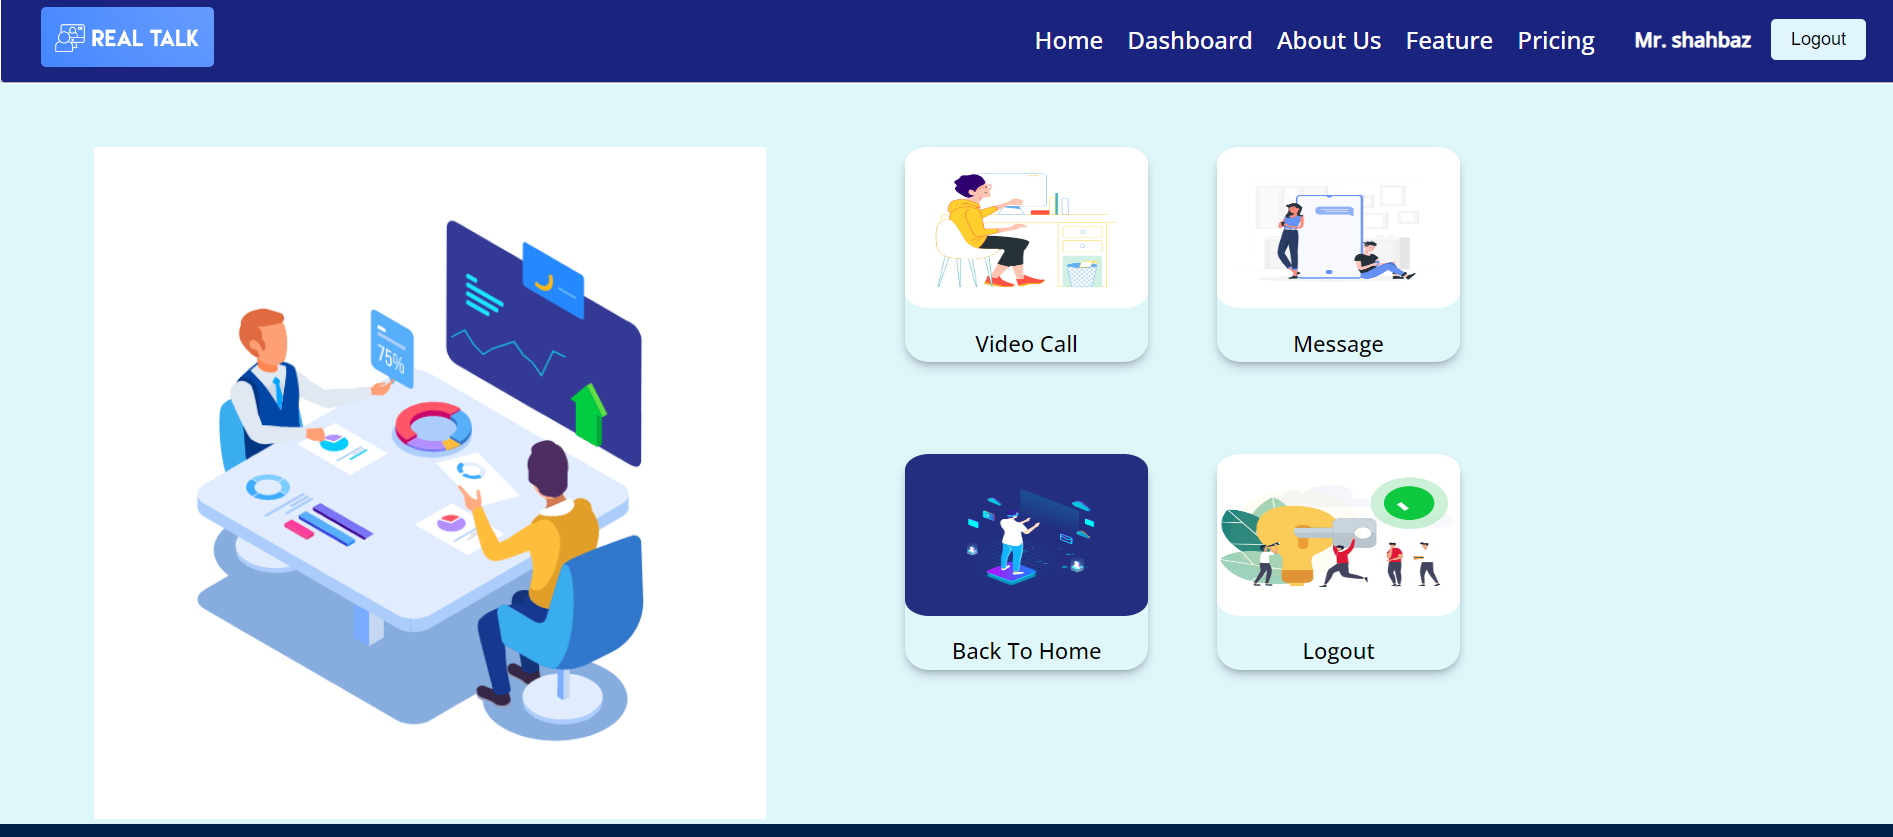 REAL TALK
Home Dashboard About Us Feature Pricing Mr. shahbaz Logout
75%
Video Call
Message
Back To Home
Logout